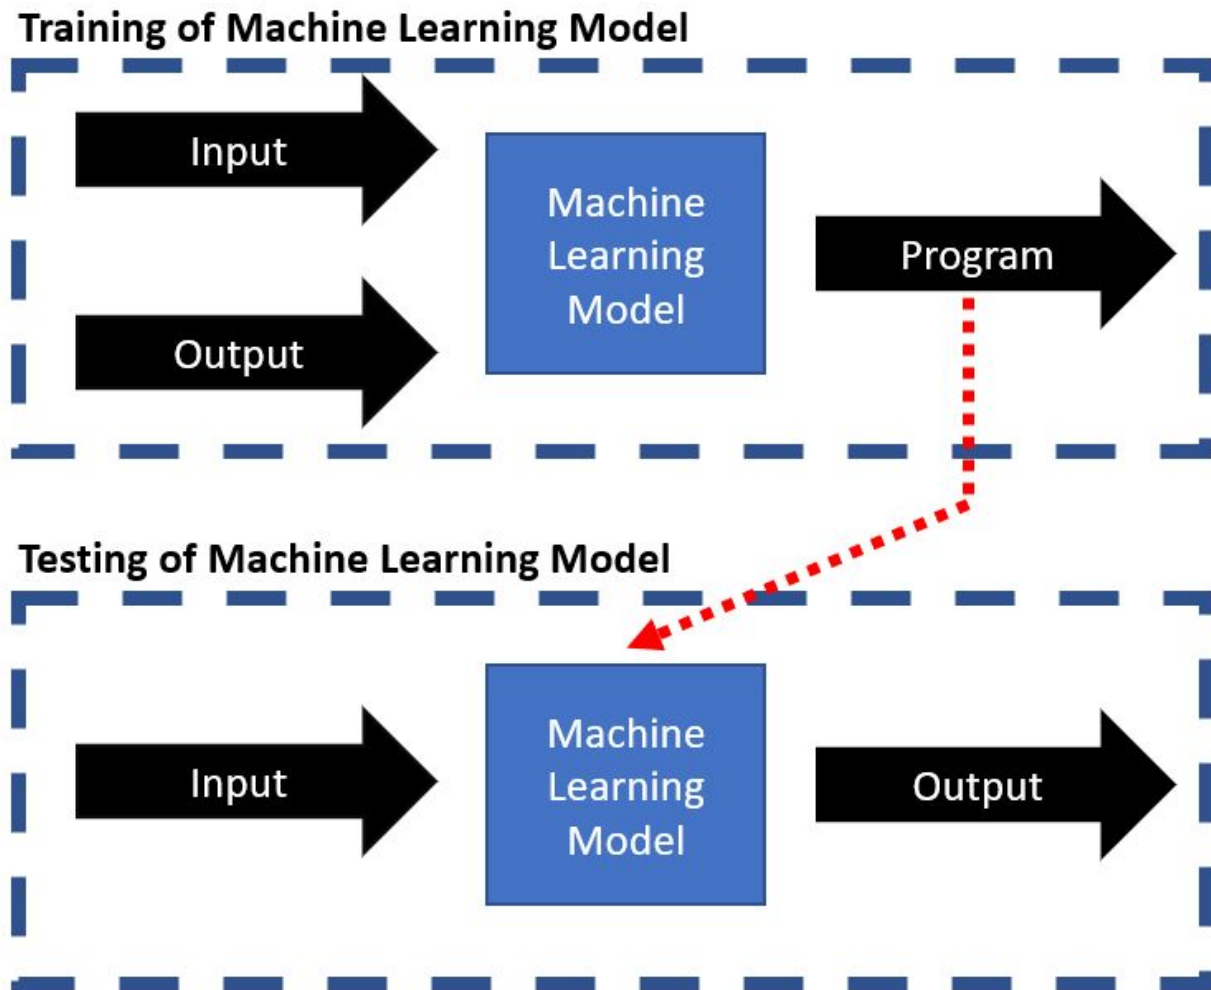 Training of Machine Learning Model
Input
Output
Machine
Learning
Model
Program
Testing of Machine Learning Model
Input
Machine
Learning
Model
Output